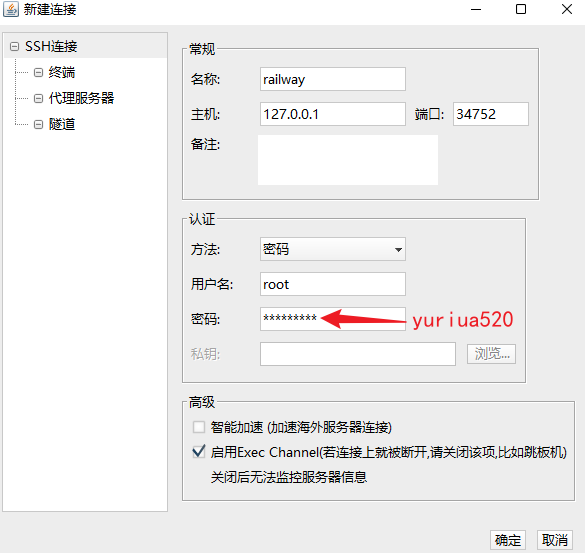 新建连接
SSH连接
终端
代理服务器
隧道
常规
名称: railway
主机: 127.0.0.1 端口: 34752
备注:
认证
方法: 密码
用户名: root
密码: ********* yuriua520
私钥: 浏览...
高级
智能加速 (加速海外服务器连接)
启用Exec Channel(若连接上就被断开,请关闭该项,比如跳板机)
关闭后无法监控服务器信息
确定 取消